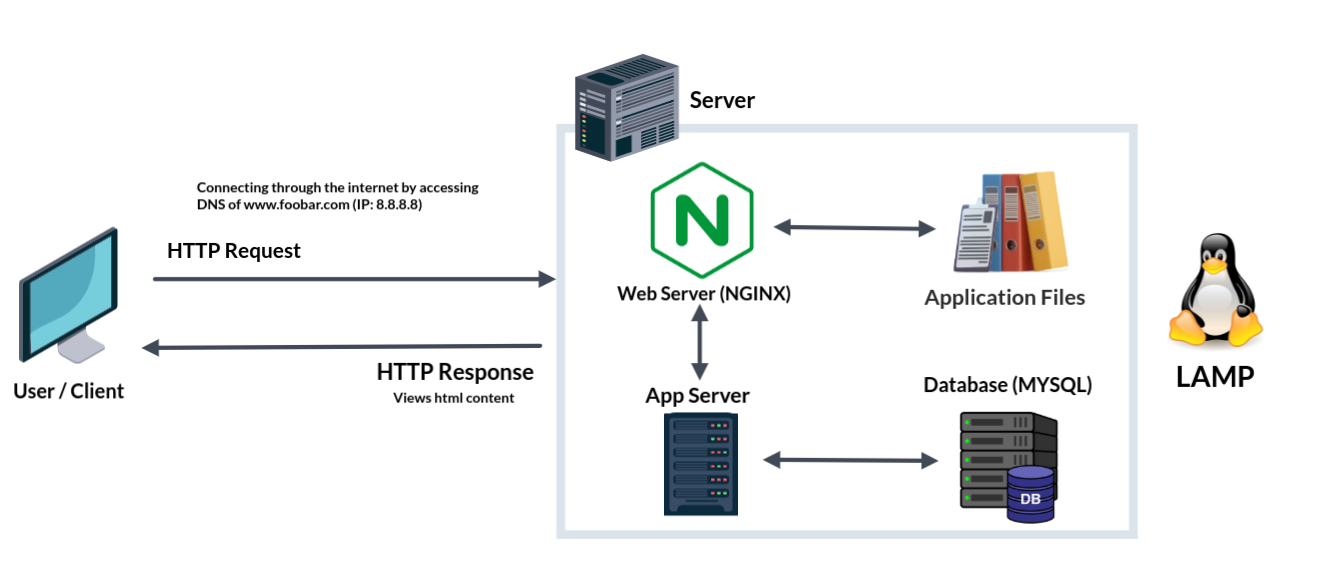 Server
Connecting through the internet by accessing
DNS of www.foobar.com (IP: 8.8.8.8)
HTTP Request
N
Web Server (NGINX)
Application Files
User / Client
HTTP Response
Views html content
App Server
Database (MYSQL)
DB
LAMP